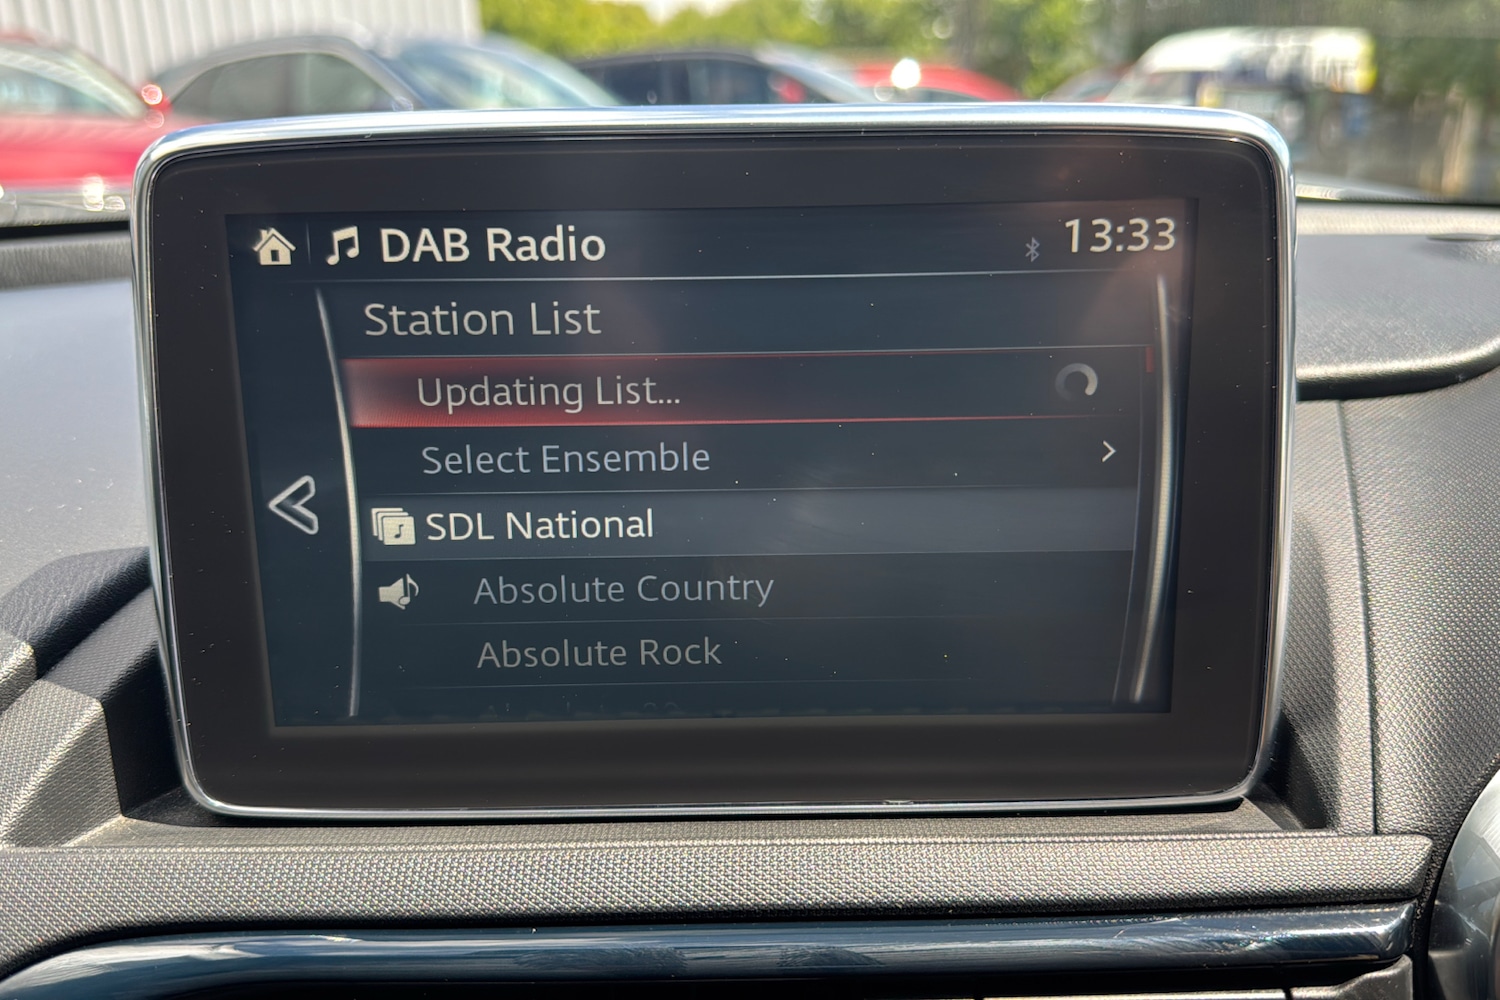 DAB Radio
13:33
Station List
Updating List...
Select Ensemble
SDL National
Absolute Country
Absolute Rock